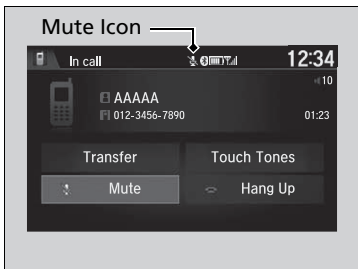 Mute Icon
In call 12:34
10
AAAAA
012-3456-7890 01:23
Transfer Touch Tones
Mute Hang Up